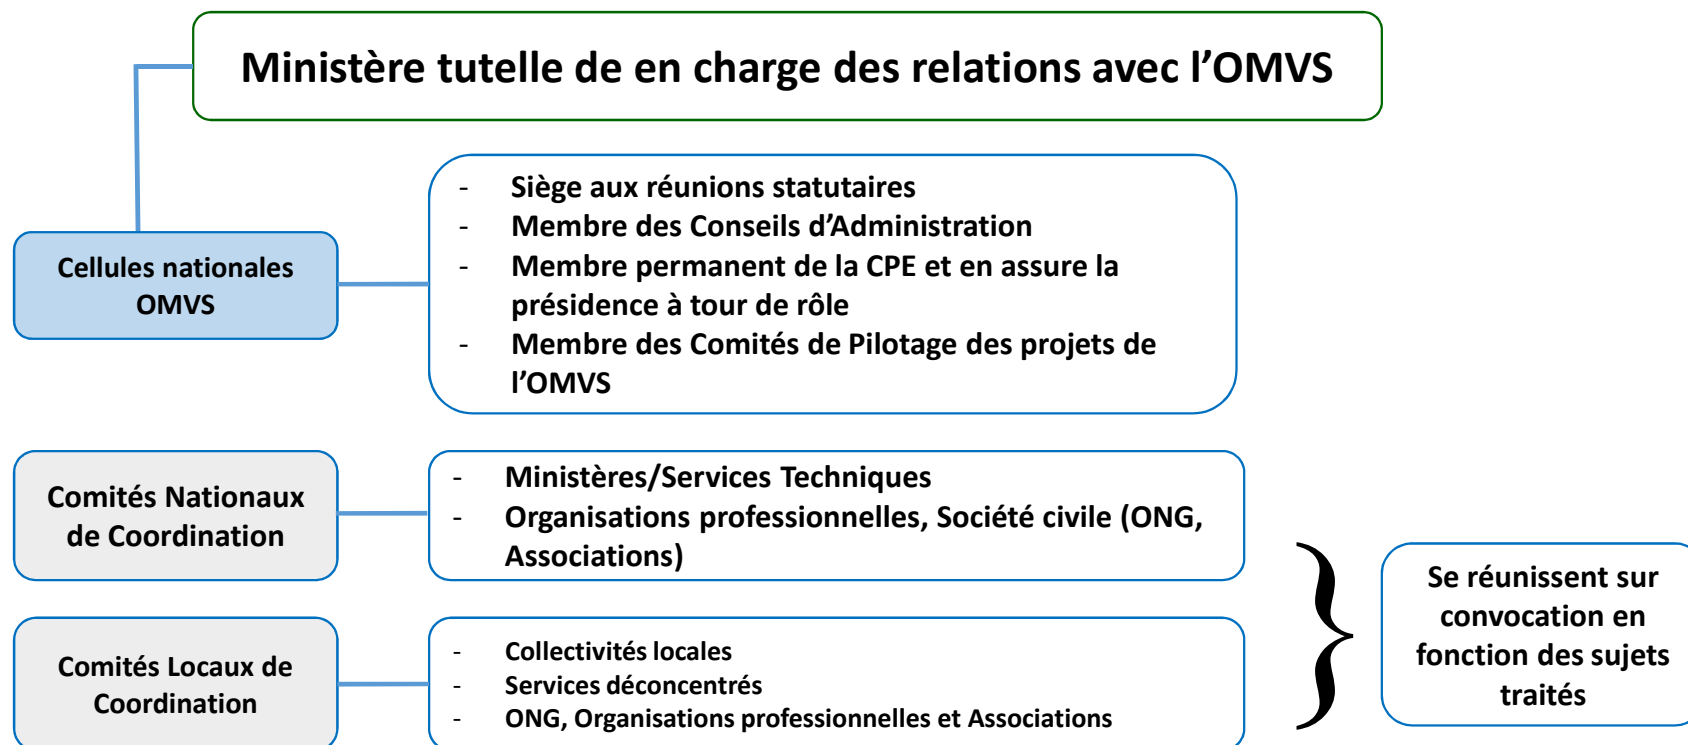 Ministère tutelle de en charge des relations avec l’OMVS
Cellules nationales
OMVS
- Siège aux réunions statutaires
- Membre des Conseils d’Administration
- Membre permanent de la CPE et en assure la
présidence à tour de rôle
- Membre des Comités de Pilotage des projets de
l’OMVS
Comités Nationaux
de Coordination
- Ministères/Services Techniques
- Organisations professionnelles, Société civile (ONG,
Associations)
Comités Locaux de
Coordination
- Collectivités locales
- Services déconcentrés
- ONG, Organisations professionnelles et Associations
}
Se réunissent sur
convocation en
fonction des sujets
traités